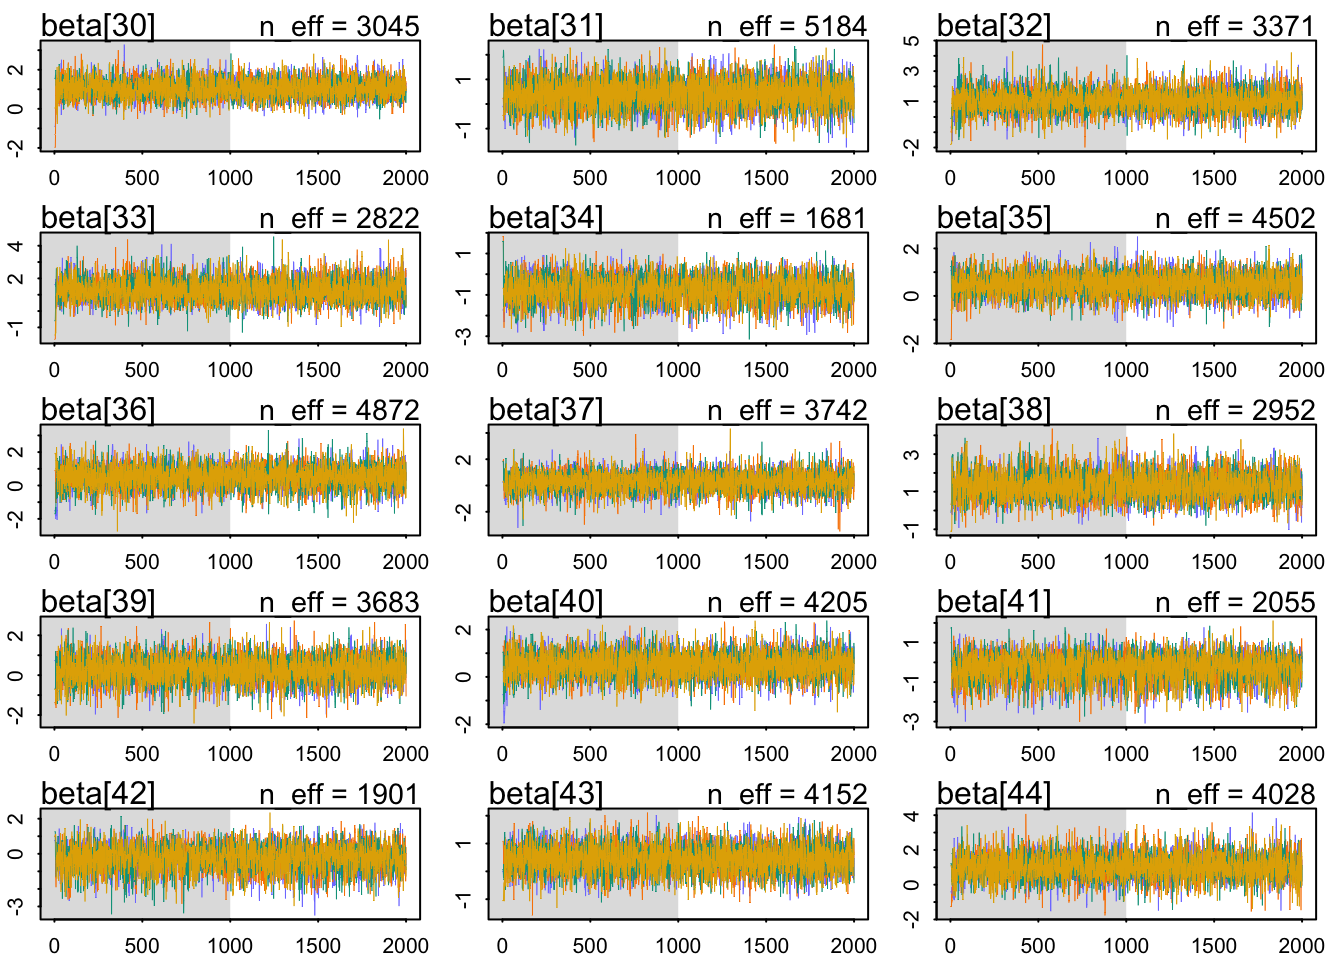 beta[30] n_eff = 3045 beta[31] n_eff = 5184 beta[32] n_eff = 3371
-2 0 2 -1 1 -2 1 3 5
0 500 1000 1500 2000 0 500 1000 1500 2000 0 500 1000 1500 2000
beta[33] n_eff = 2822 beta[34] n_eff = 1681 beta[35] n_eff = 4502
-1 2 4 -3 -1 1 -2 0 2
0 500 1000 1500 2000 0 500 1000 1500 2000 0 500 1000 1500 2000
beta[36] n_eff = 4872 beta[37] n_eff = 3742 beta[38] n_eff = 2952
-2 0 2 -2 2 -1 1 3
0 500 1000 1500 2000 0 500 1000 1500 2000 0 500 1000 1500 2000
beta[39] n_eff = 3683 beta[40] n_eff = 4205 beta[41] n_eff = 2055
-2 0 2 -2 0 2 -3 -1 1
0 500 1000 1500 2000 0 500 1000 1500 2000 0 500 1000 1500 2000
beta[42] n_eff = 1901 beta[43] n_eff = 4152 beta[44] n_eff = 4028
-3 0 2 -1 1 -2 0 2 4
0 500 1000 1500 2000 0 500 1000 1500 2000 0 500 1000 1500 2000